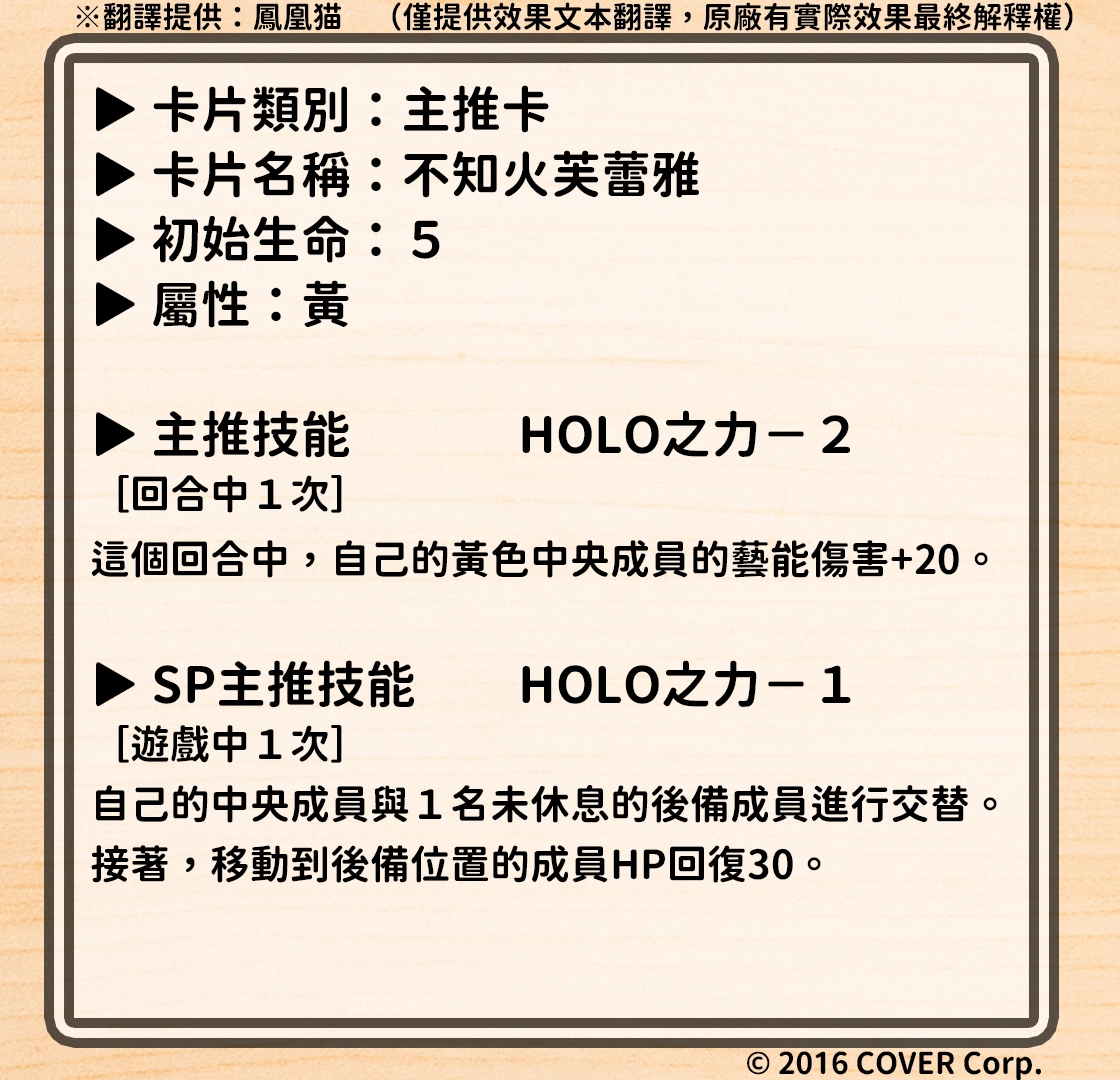 ※翻譯提供：鳳凰猫　（僅提供效果文本翻譯，原廠有實際效果最終解釋權）
▶ 卡片類別：主推卡
▶ 卡片名稱：不知火芙蕾雅
▶ 初始生命：５
▶ 屬性：黃
▶ 主推技能　HOLO之力－２
［回合中１次］
這個回合中，自己的黃色中央成員的藝能傷害+20。
▶ SP主推技能　HOLO之力－１
［遊戲中１次］
自己的中央成員與１名未休息的後備成員進行交替。
接著，移動到後備位置的成員HP回復30。
© 2016 COVER Corp.